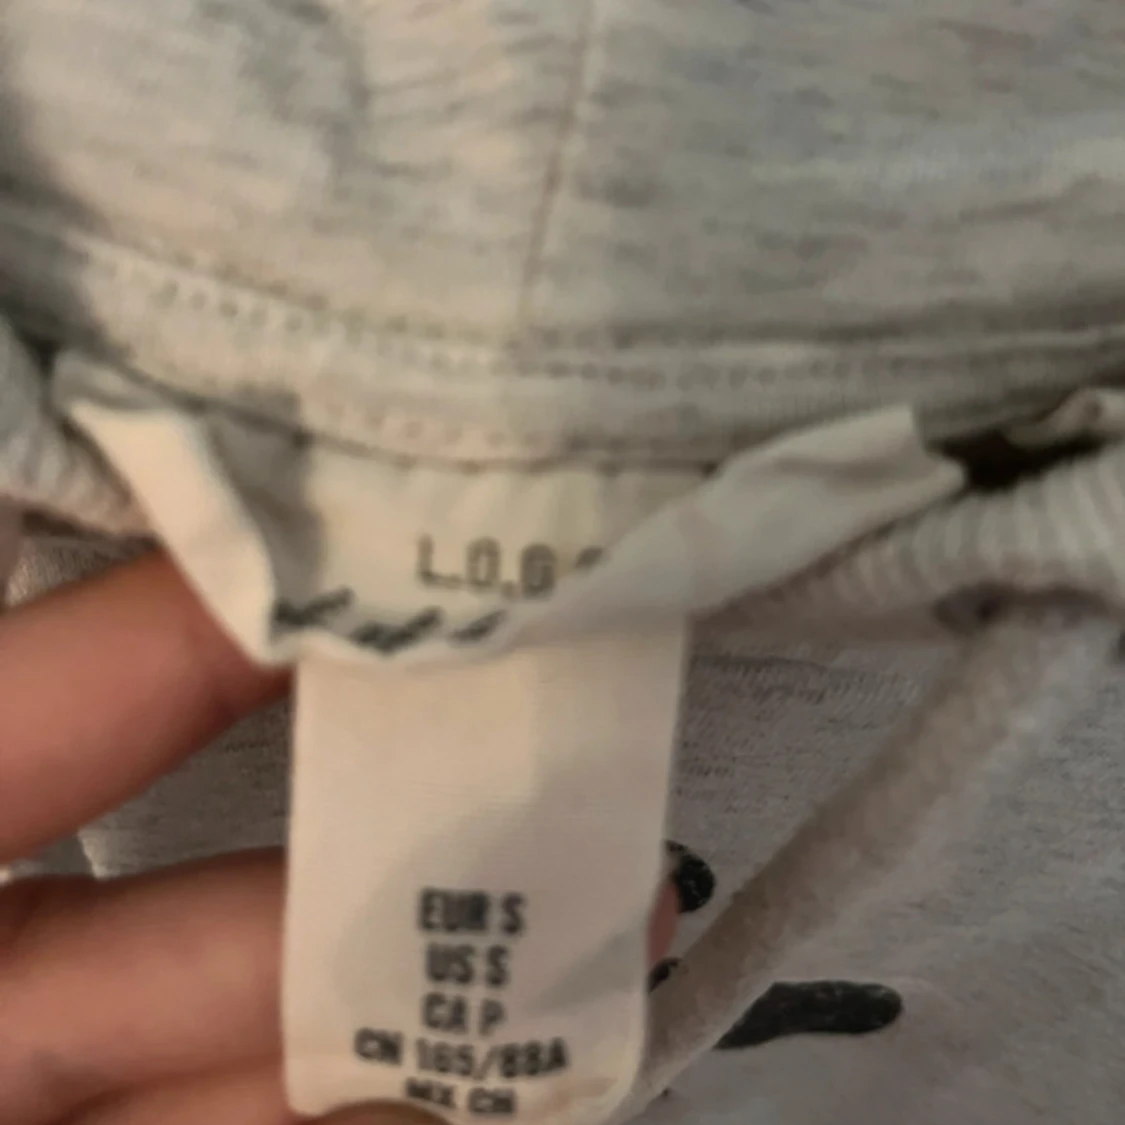 L.O.G
EUR S
US S
CA P
CN 165/88A
MX CH